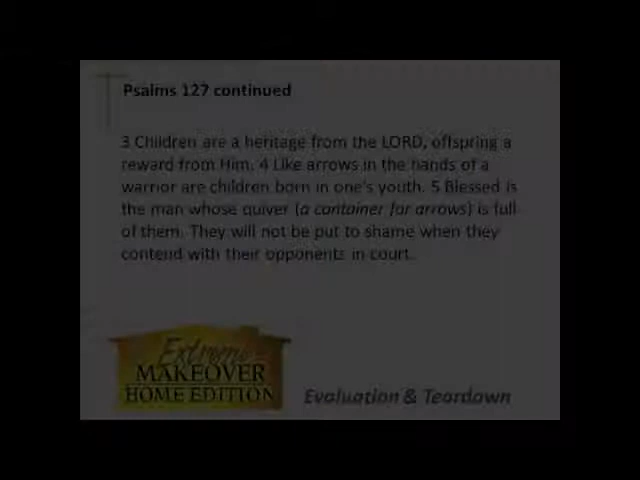 Psalms 127 continued
3 Children are a heritage from the LORD, offspring a
reward from Him. 4 Like arrows in the hands of a
warrior are children born in one's youth. 5 Blessed is
the man whose quiver (a container for arrows) is full
of them. They will not be put to shame when they
contend with their opponents in court.
Extreme
MAKEOVER
HOME EDITION
Evaluation & Teardown